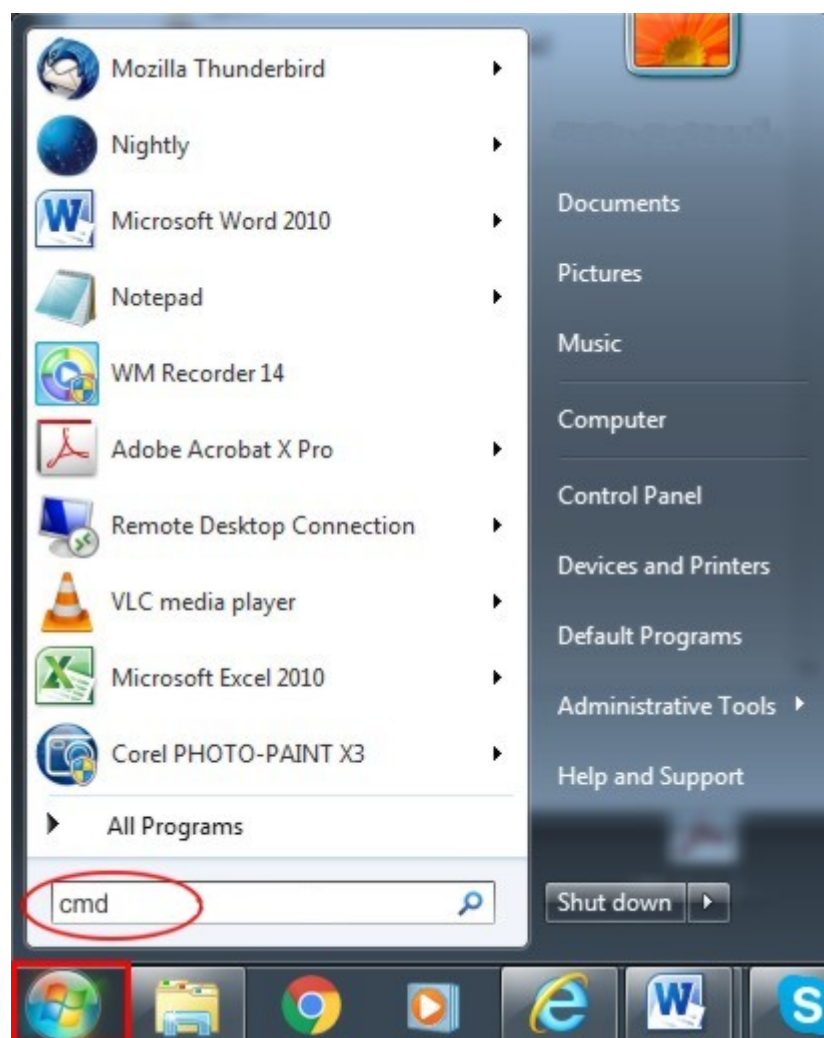 Mozilla Thunderbird
Nightly
Microsoft Word 2010
Notepad
WM Recorder 14
Adobe Acrobat X Pro
Remote Desktop Connection
VLC media player
Microsoft Excel 2010
Corel PHOTO-PAINT X3
All Programs
cmd
Documents
Pictures
Music
Computer
Control Panel
Devices and Printers
Default Programs
Administrative Tools
Help and Support
Shut down